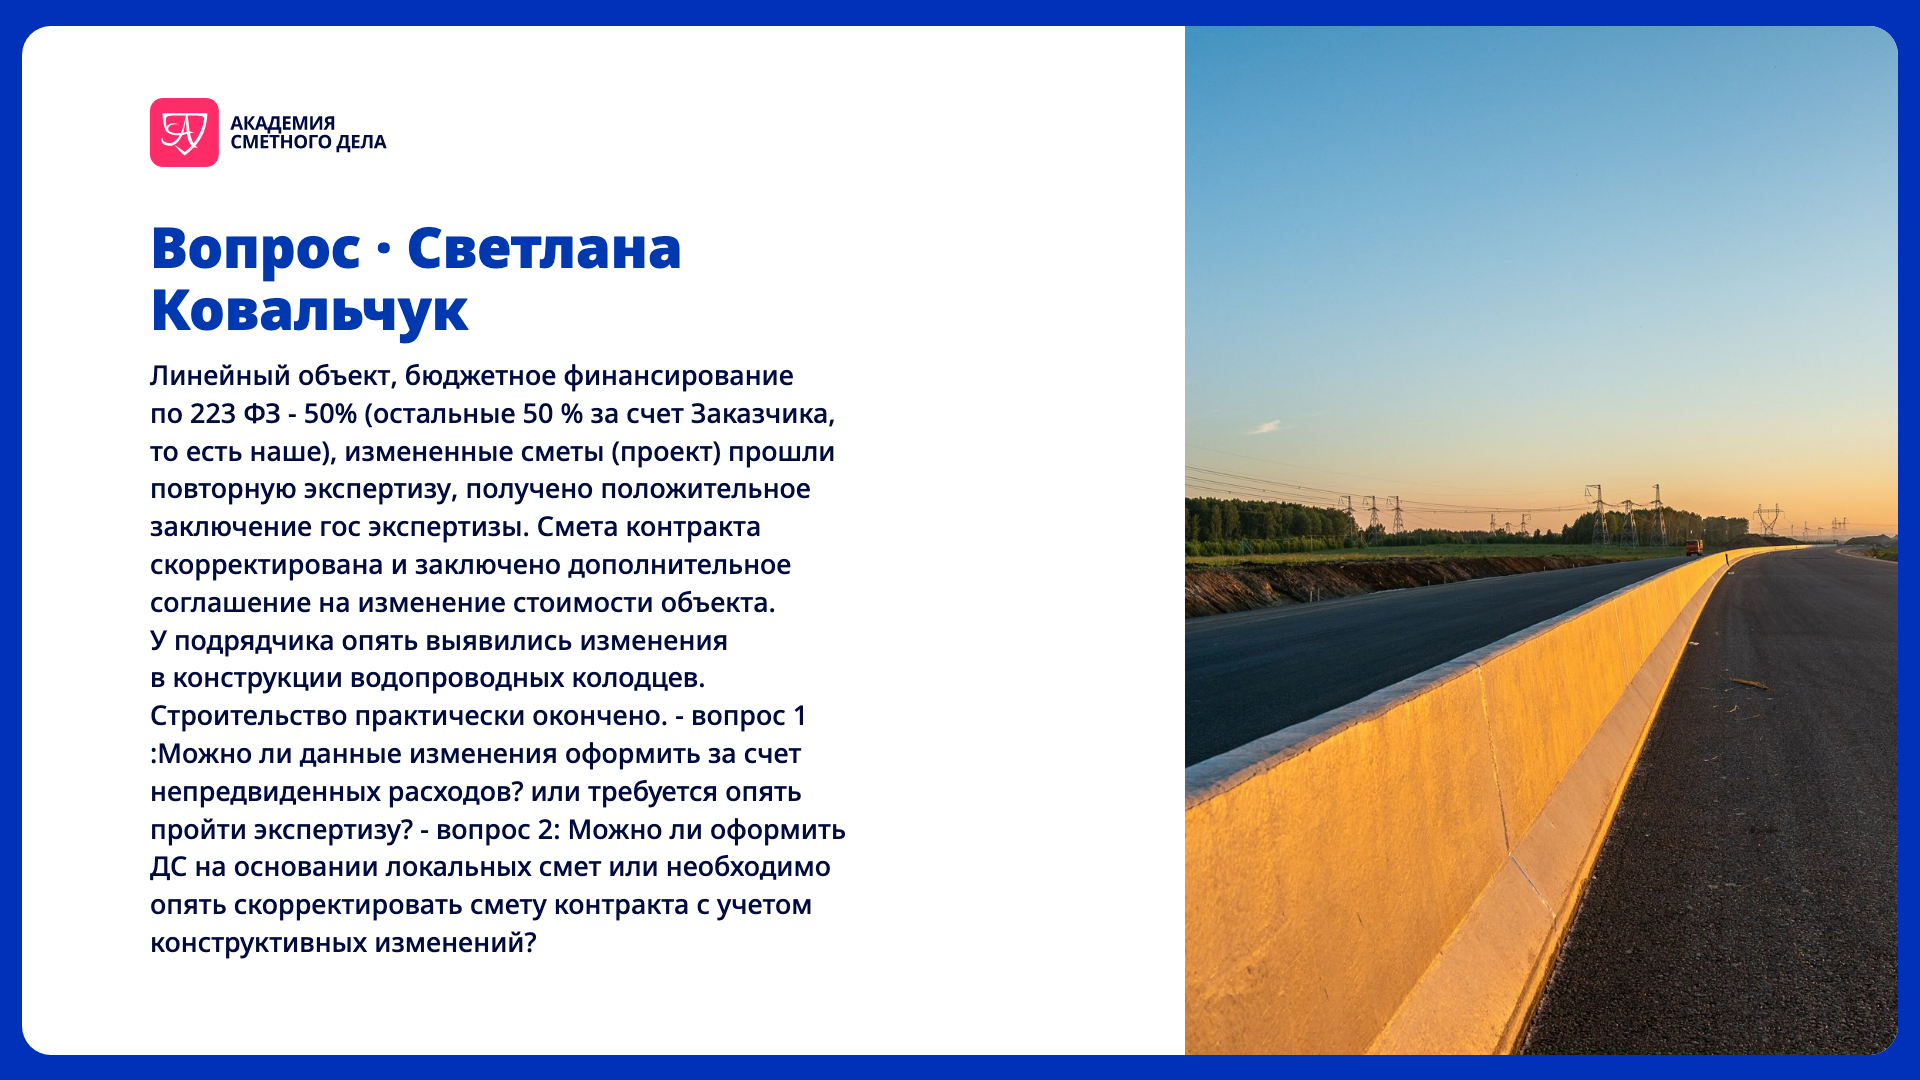 АКАДЕМИЯ
СМЕТНОГО ДЕЛА
Вопрос · Светлана
Ковальчук
Линейный объект, бюджетное финансирование
по 223 ФЗ - 50% (остальные 50 % за счет Заказчика,
то есть наше), измененные сметы (проект) прошли
повторную экспертизу, получено положительное
заключение гос экспертизы. Смета контракта
скорректирована и заключено дополнительное
соглашение на изменение стоимости объекта.
У подрядчика опять выявились изменения
в конструкции водопроводных колодцев.
Строительство практически окончено. - вопрос 1
:Можно ли данные изменения оформить за счет
непредвиденных расходов? или требуется опять
пройти экспертизу? - вопрос 2: Можно ли оформить
ДС на основании локальных смет или необходимо
опять скорректировать смету контракта с учетом
конструктивных изменений?